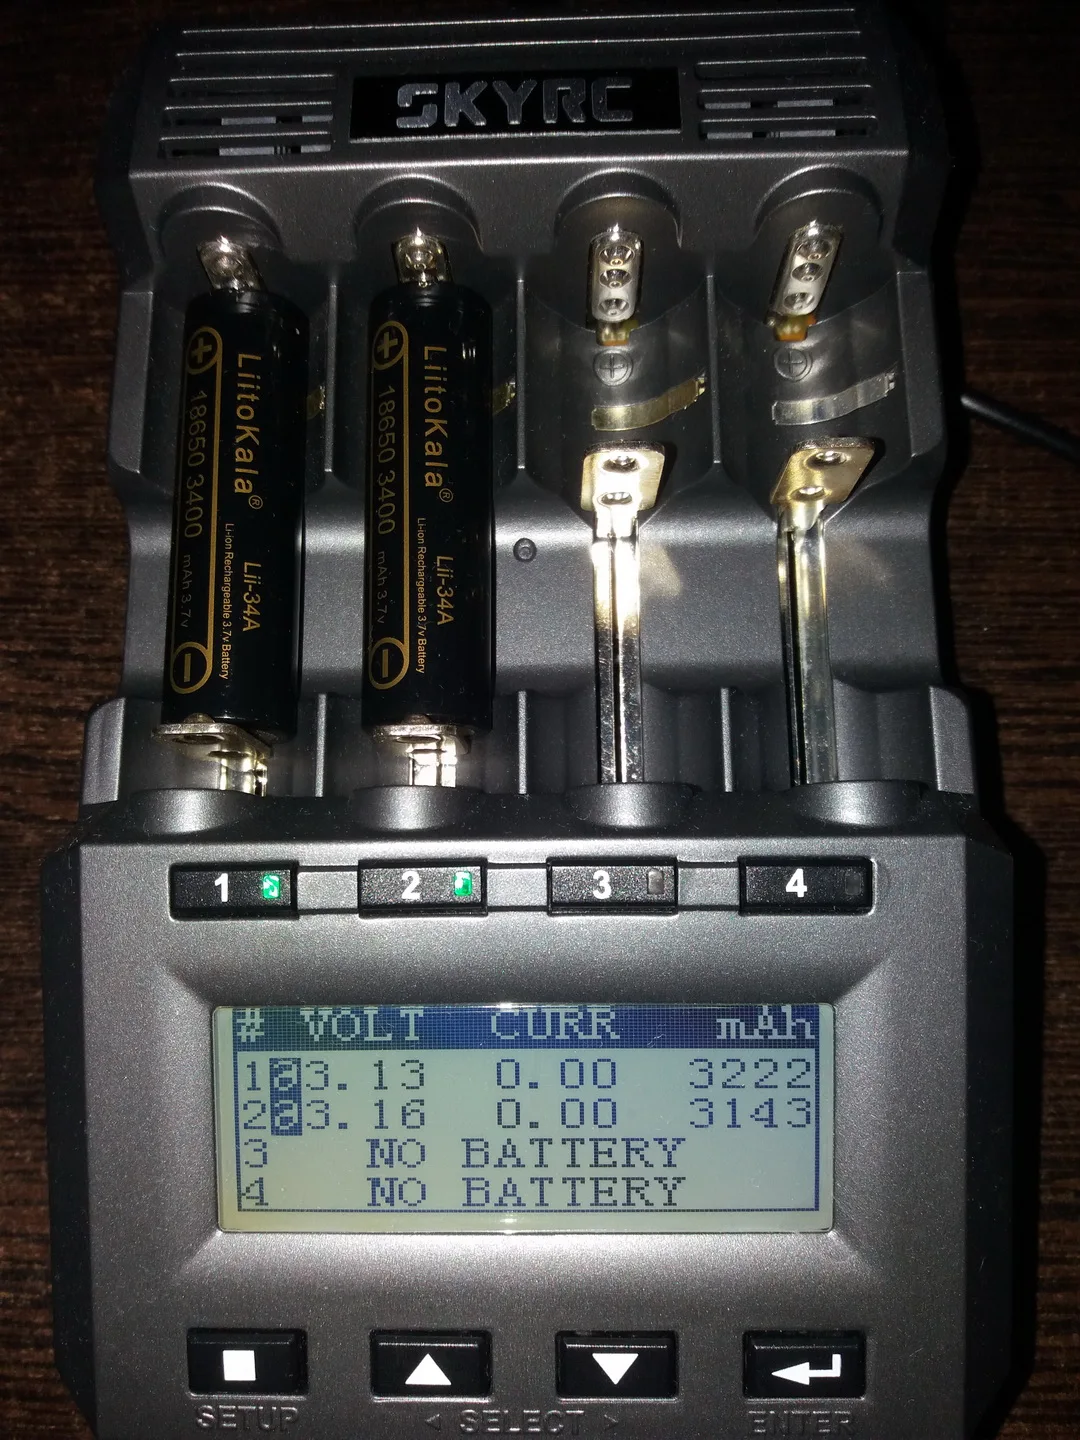 SKYRC
LiitoKala® Lii-34A
Li-ion Rechargeable 3.7v Battery
18650 3400 mAh 3.7v
LiitoKala® Lii-34A
Li-ion Rechargeable 3.7v Battery
18650 3400 mAh 3.7v
1 2 3 4
# VOLT CURR mAh
1 3.13 0.00 3222
2 3.16 0.00 3143
3 NO BATTERY
4 NO BATTERY
SETUP < SELECT > ENTER